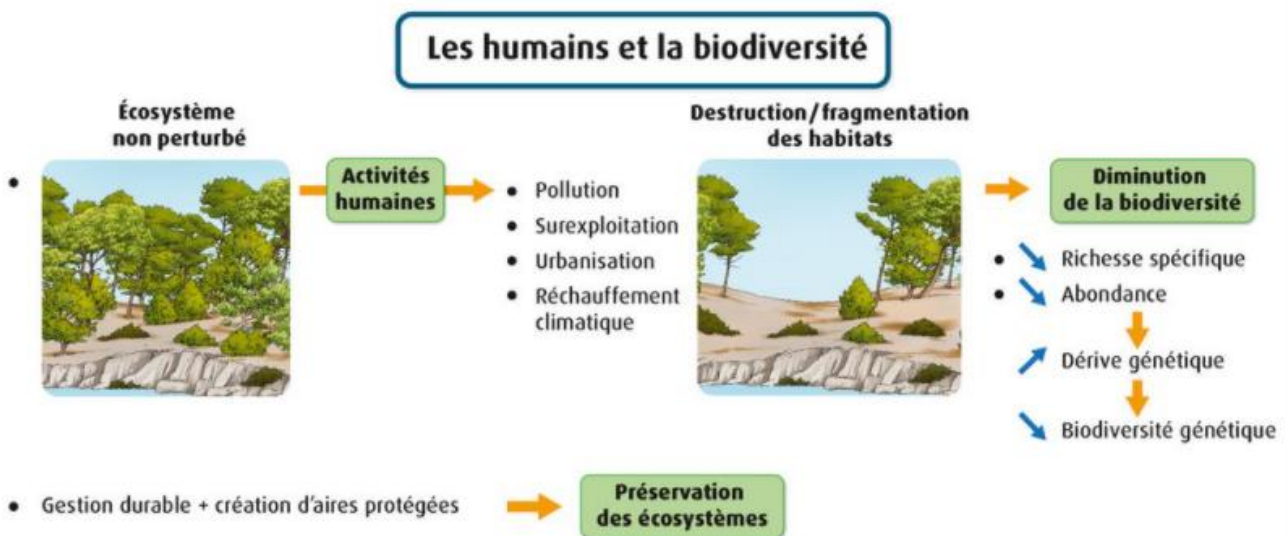 Les humains et la biodiversité
Écosystème
non perturbé
Activités
humaines
• Pollution
• Surexploitation
• Urbanisation
• Réchauffement
climatique
Destruction/fragmentation
des habitats
Diminution
de la biodiversité
• Richesse spécifique
• Abondance
Dérive génétique
Biodiversité génétique
• Gestion durable + création d'aires protégées
Préservation
des écosystèmes